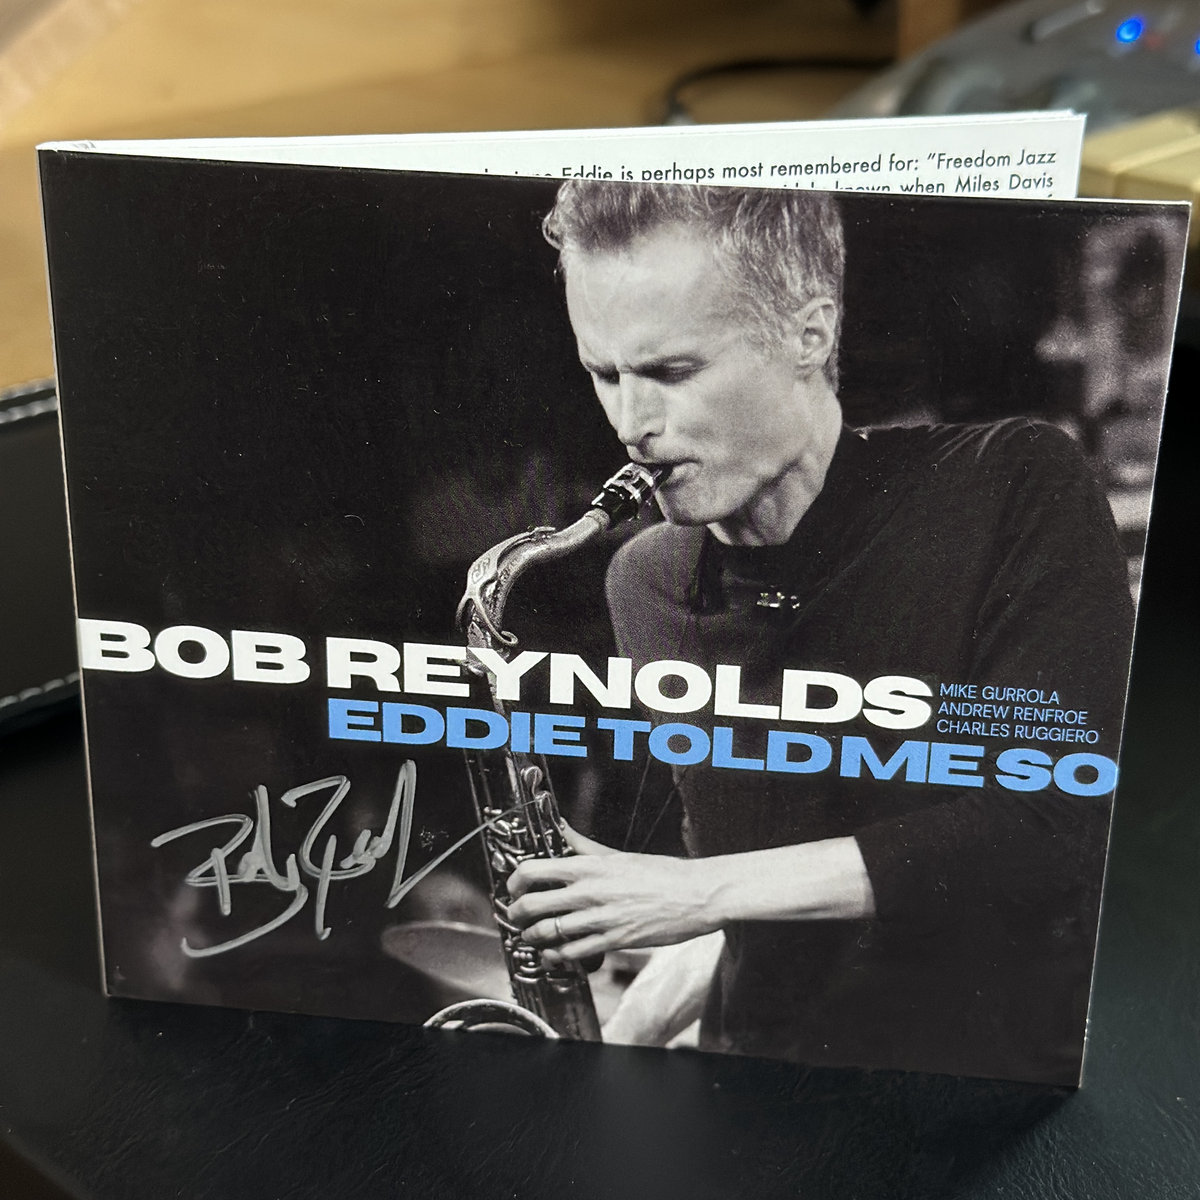 Eddie is perhaps most remembered for: “Freedom Jazz
known when Miles Davis
BOB REYNOLDS
MIKE GURROLA
ANDREW RENFROE
CHARLES RUGGIERO
EDDIE TOLD ME SO